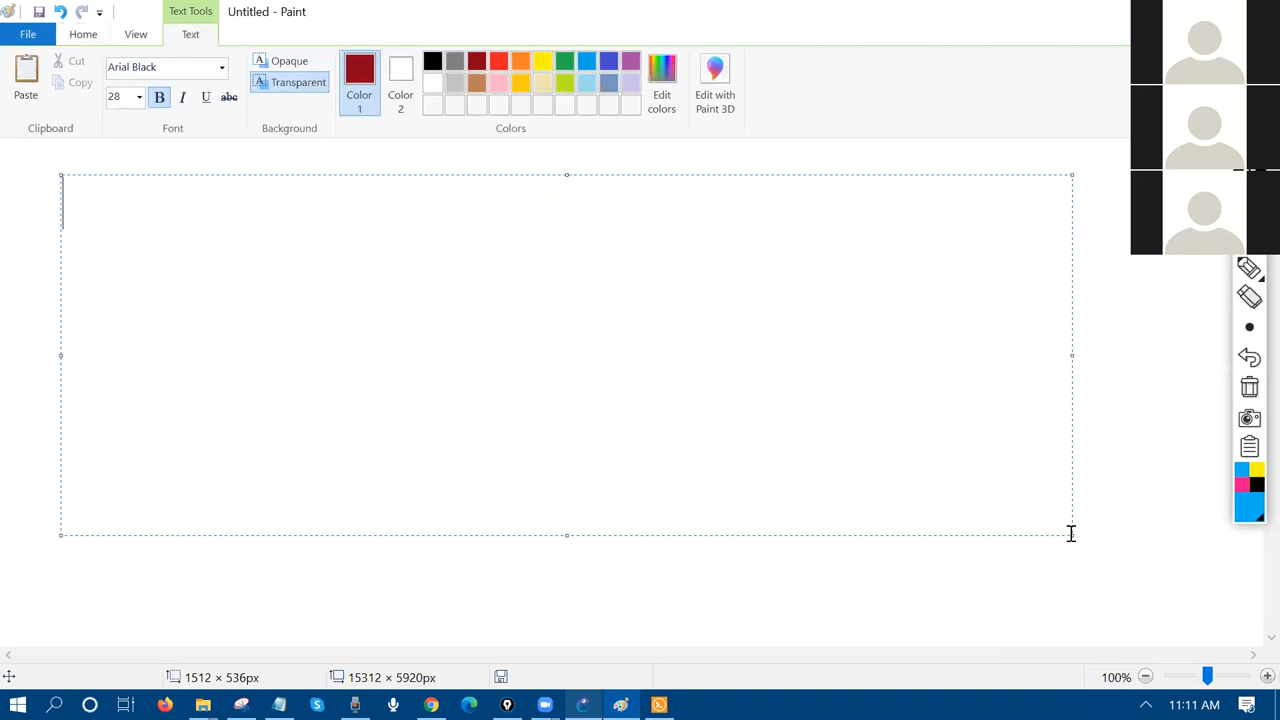 Text Tools
Untitled - Paint
File
Home
View
Text
Paste
Cut
Copy
Clipboard
Arial Black
28
B
I
U
abc
Font
A Opaque
A Transparent
Background
Color
1
Color
2
Edit
colors
Colors
Edit with
Paint 3D
1512 × 536px
15312 × 5920px
100%
11:11 AM